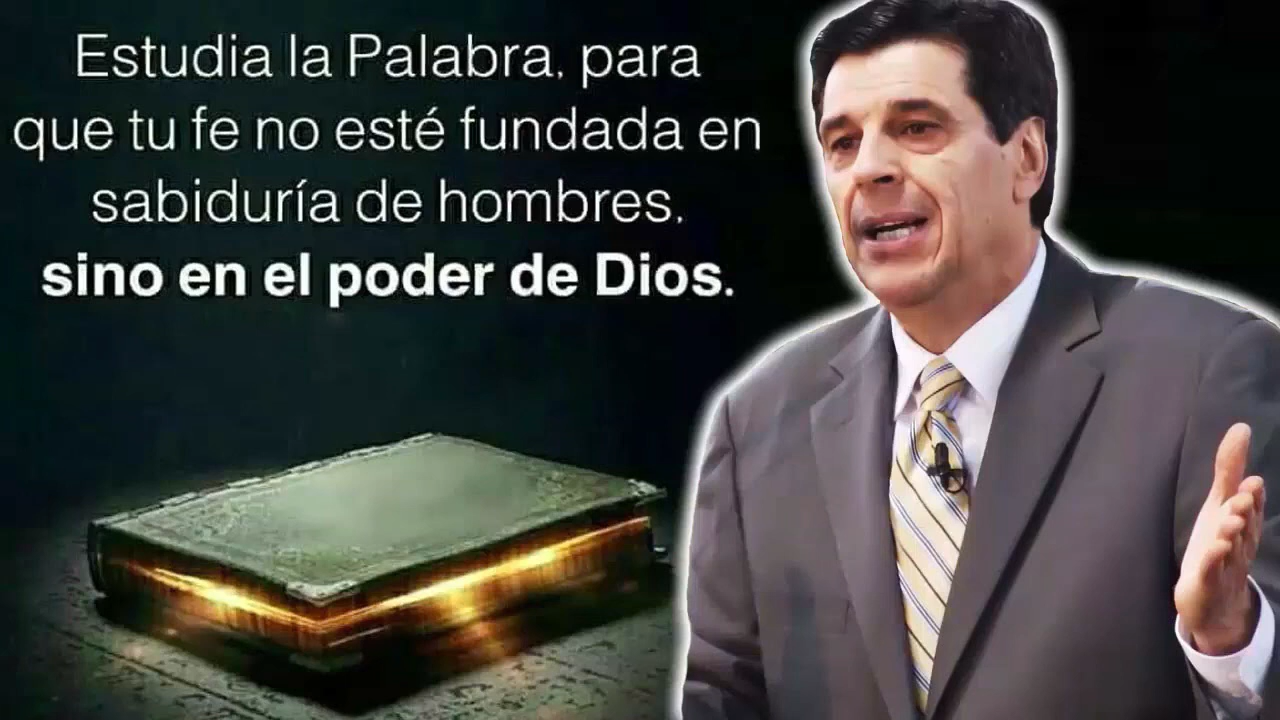 Estudia la Palabra, para
que tu fe no esté fundada en
sabiduría de hombres,
sino en el poder de Dios.